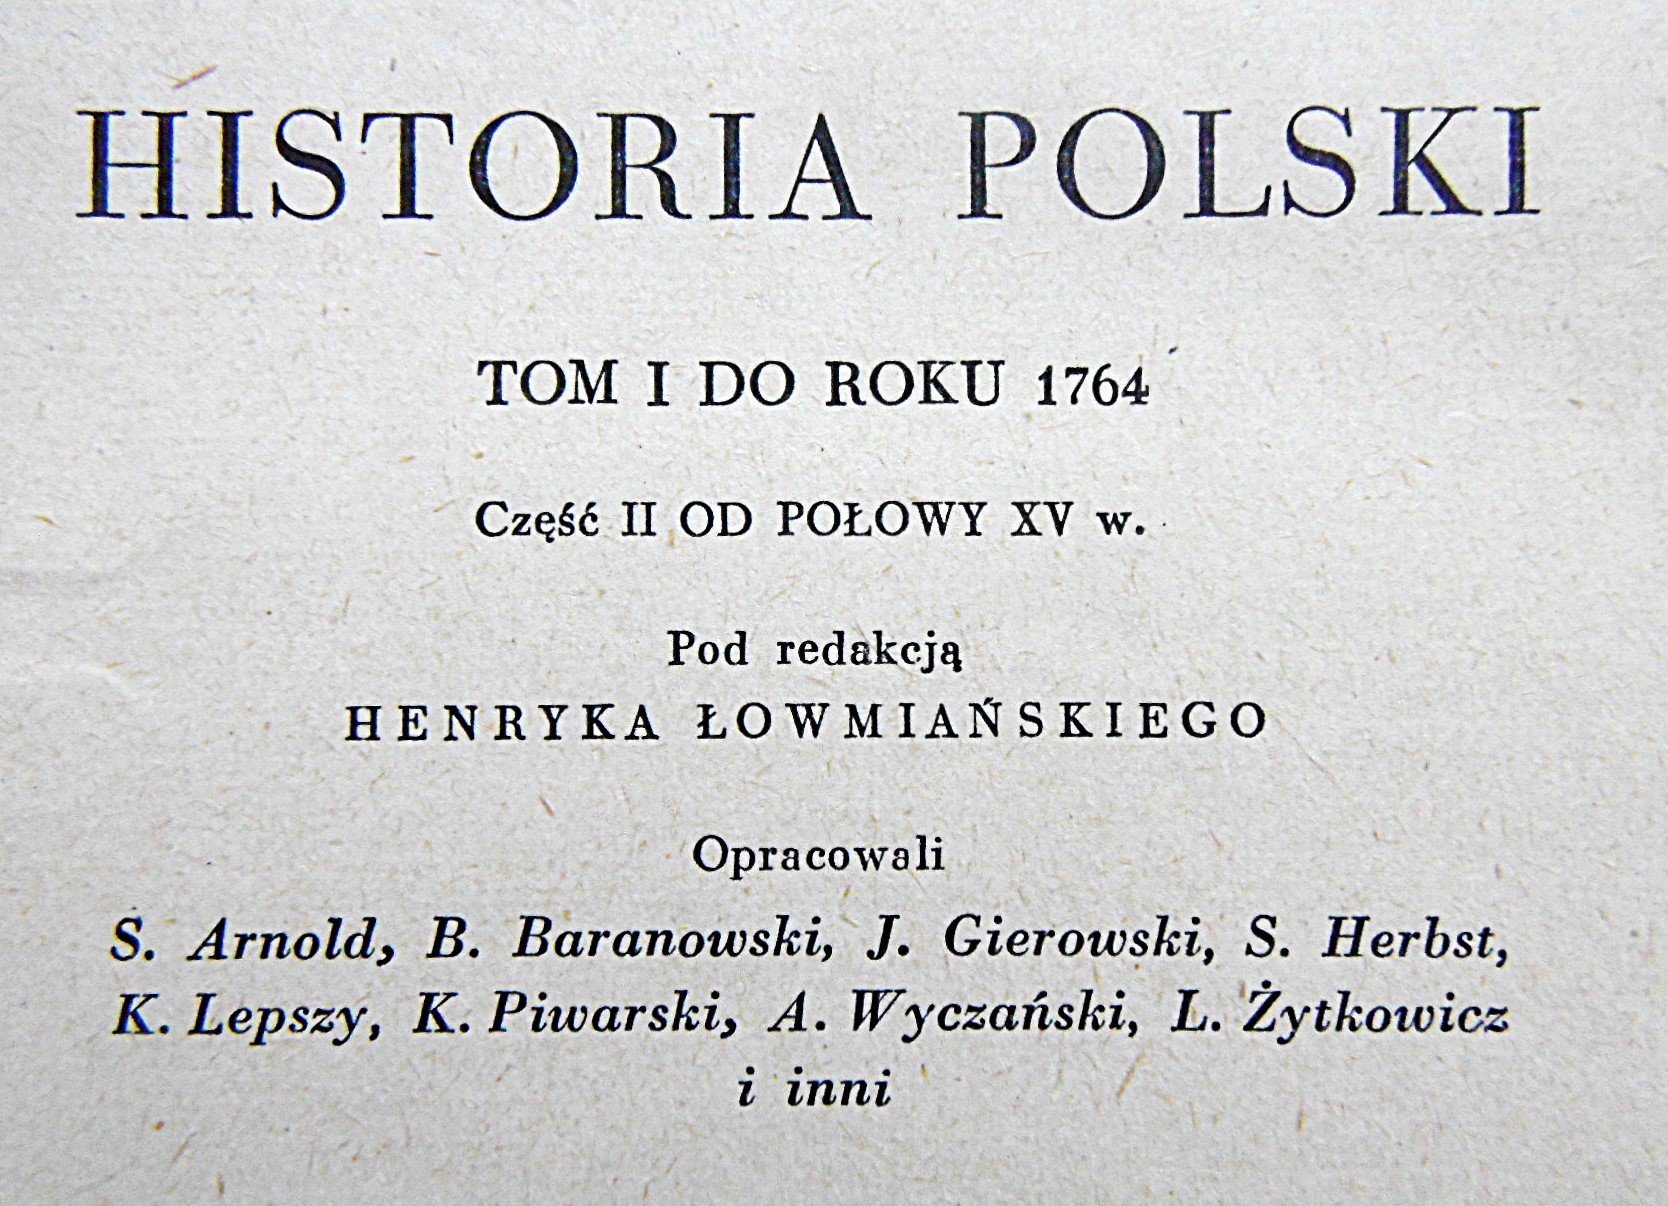 HISTORIA POLSKI
TOM I DO ROKU 1764
Część II OD POŁOWY XV w.
Pod redakcją
HENRYKA ŁOWMIAŃSKIEGO
Opracowali
S. Arnold, B. Baranowski, J. Gierowski, S. Herbst,
K. Lepszy, K. Piwarski, A. Wyczański, L. Żytkowicz
i inni